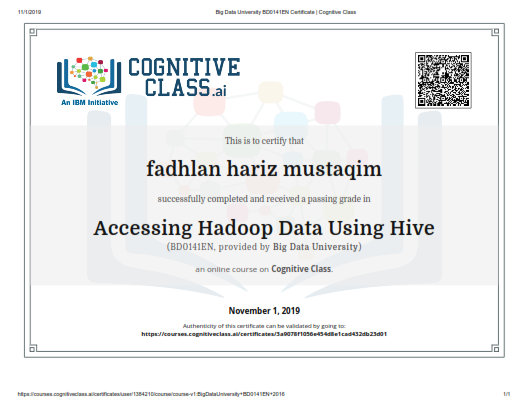 11/1/2019 Big Data University BD0141EN Certificate | Cognitive Class
COGNITIVE
CLASS.ai
An IBM Initiative
This is to certify that
fadhlan hariz mustaqim
successfully completed and received a passing grade in
Accessing Hadoop Data Using Hive
(BD0141EN, provided by Big Data University)
an online course on Cognitive Class.
November 1, 2019
Authenticity of this certificate can be validated by going to:
https://courses.cognitiveclass.ai/certificates/3a9078f1056e454d8e1cad432db23d01
https://courses.cognitiveclass.ai/certificates/user/1384210/course/course-v1:BigDataUniversity+BD0141EN+2016 1/1